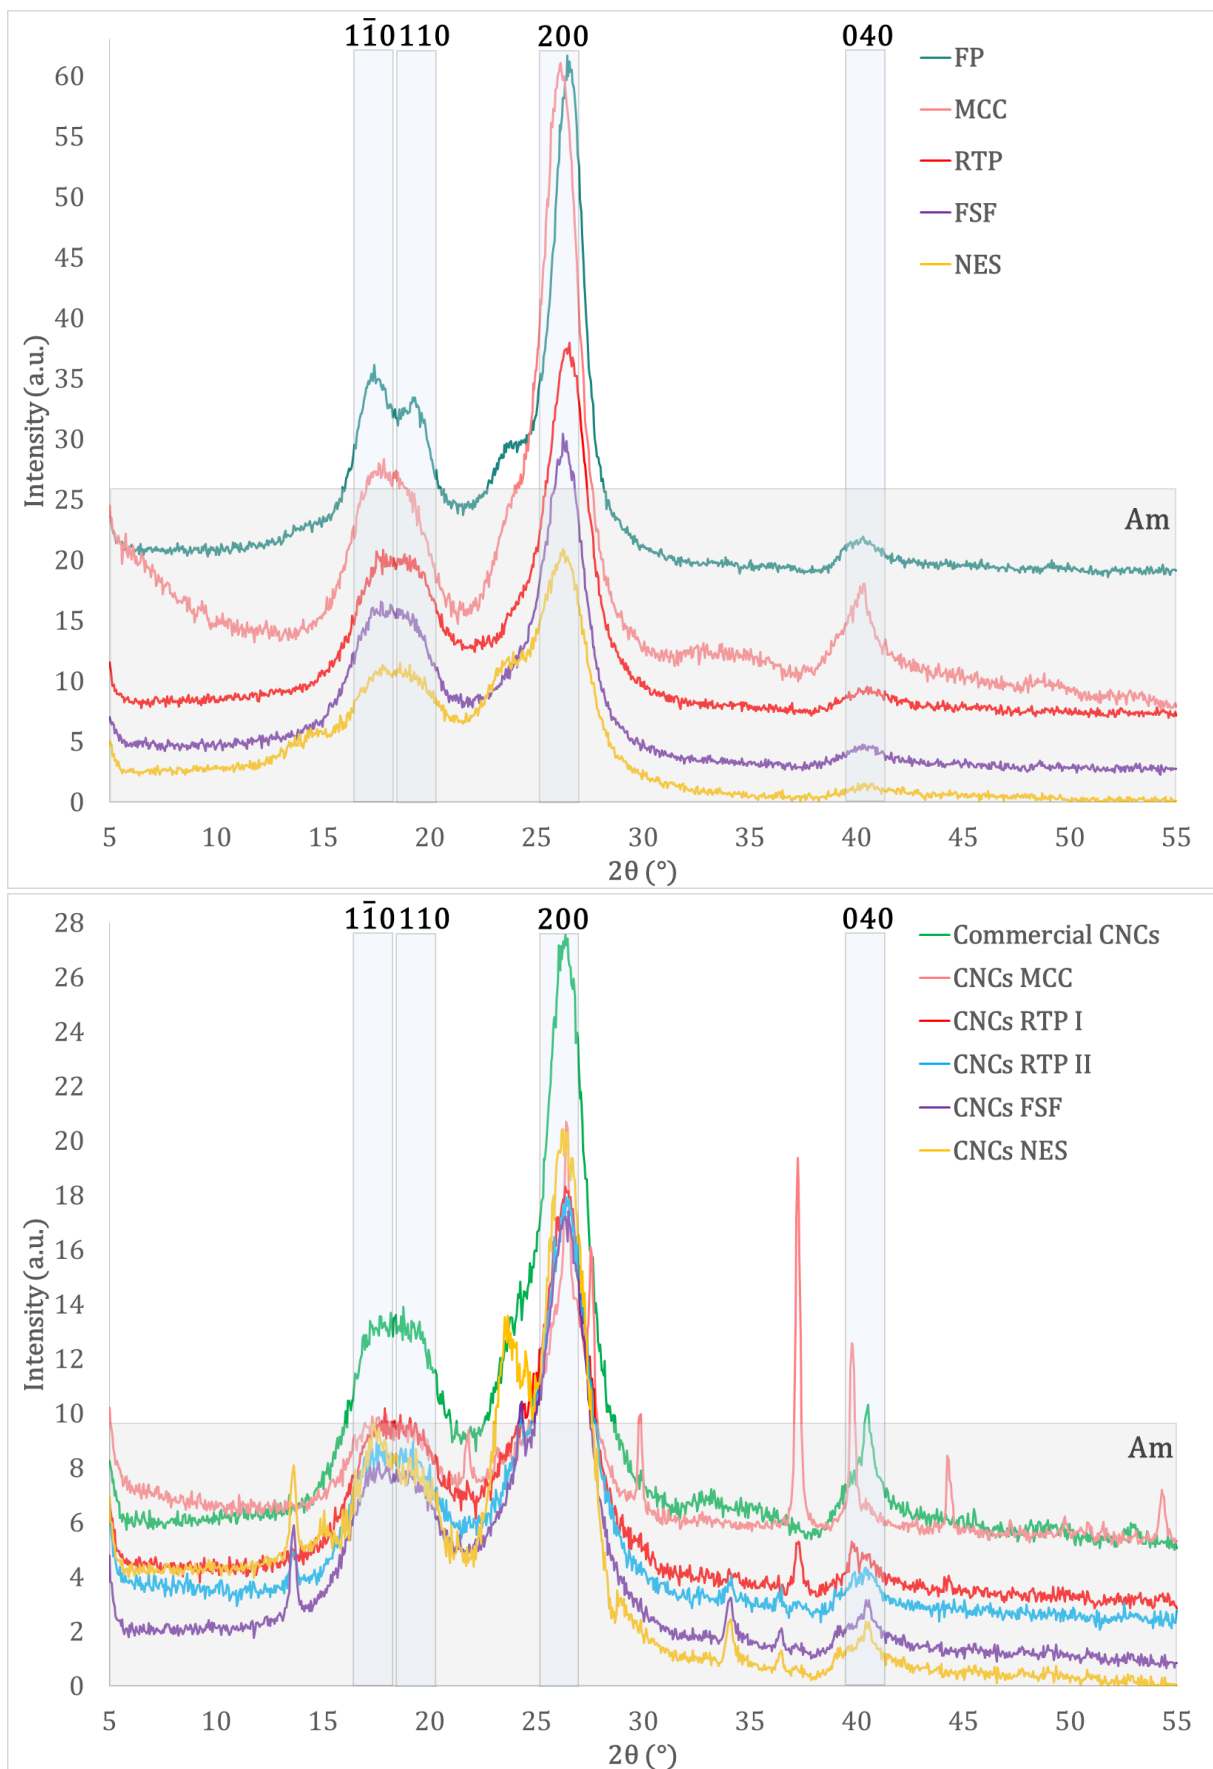 11̅0 110 200 040
FP
MCC
RTP
FSF
NES
Am
Intensity (a.u.)
60
55
50
45
40
35
30
25
20
15
10
5
0
5 10 15 20 25 30 35 40 45 50 55
2θ (°)
11̅0 110 200 040
Commercial CNCs
CNCs MCC
CNCs RTP I
CNCs RTP II
CNCs FSF
CNCs NES
Am
Intensity (a.u.)
28
26
24
22
20
18
16
14
12
10
8
6
4
2
0
5 10 15 20 25 30 35 40 45 50 55
2θ (°)